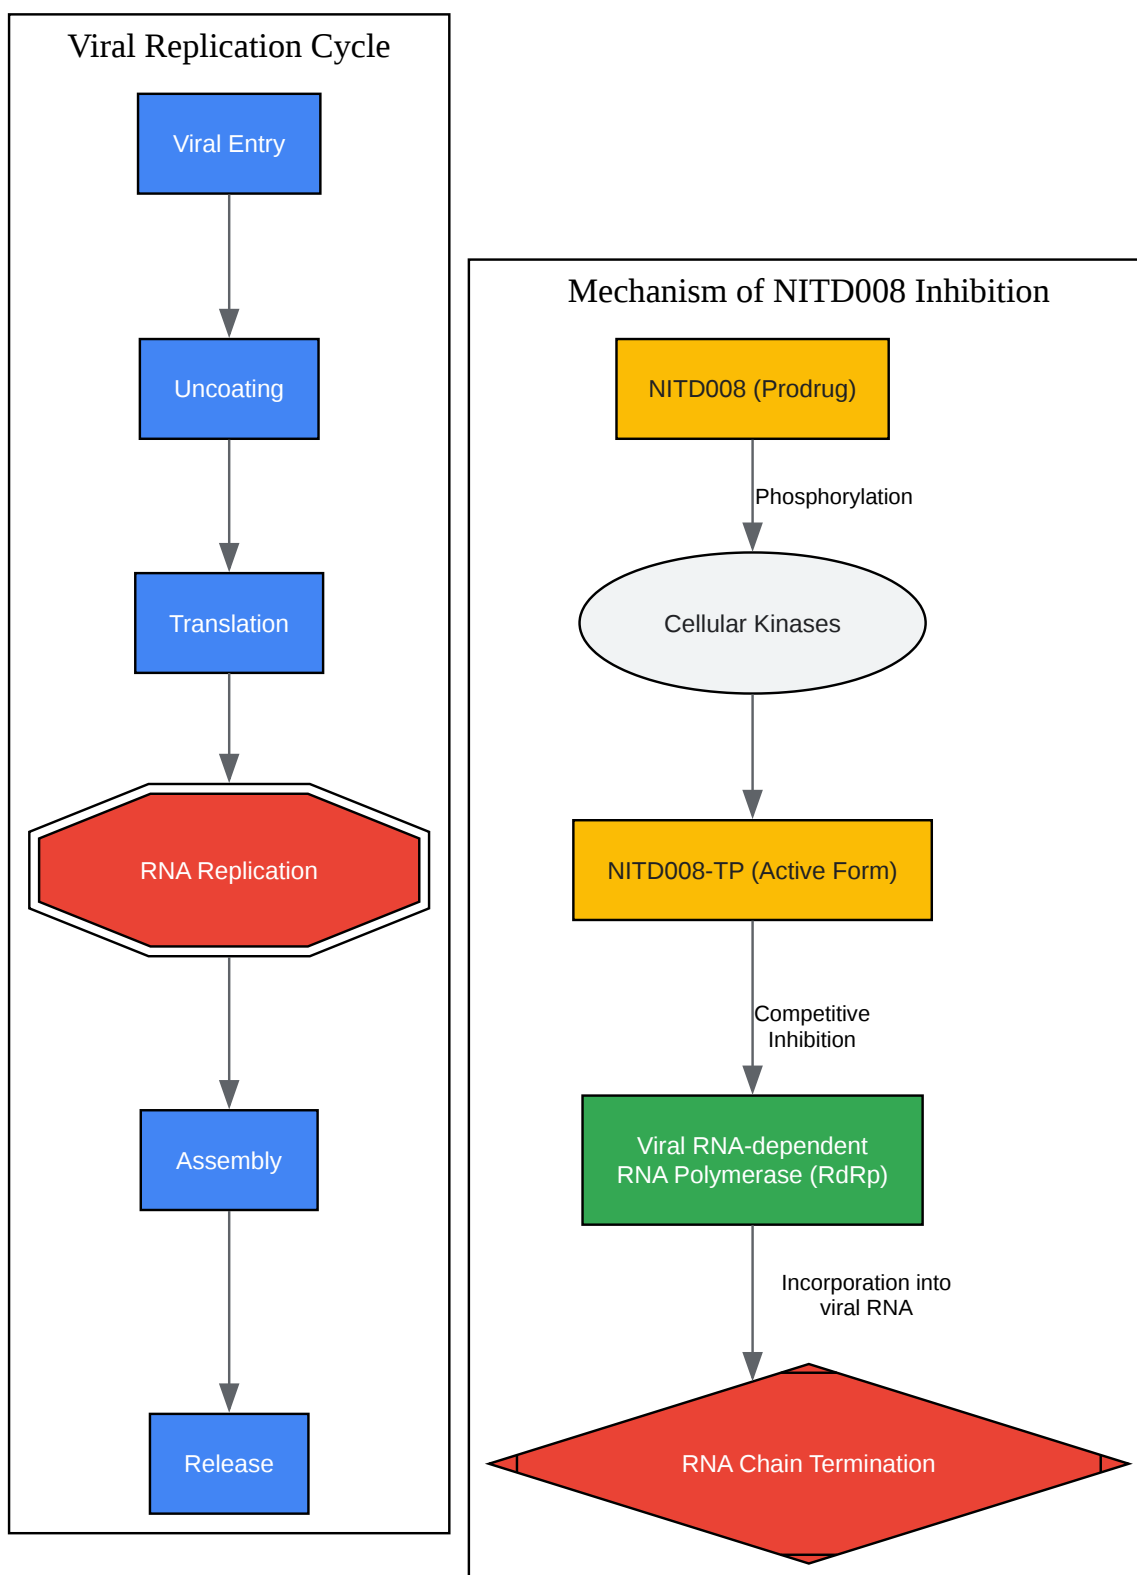 Viral Replication Cycle
Viral Entry
Uncoating
Translation
RNA Replication
Assembly
Release
Mechanism of NITD008 Inhibition
NITD008 (Prodrug)
Phosphorylation
Cellular Kinases
NITD008-TP (Active Form)
Competitive
Inhibition
Viral RNA-dependent
RNA Polymerase (RdRp)
Incorporation into
viral RNA
RNA Chain Termination